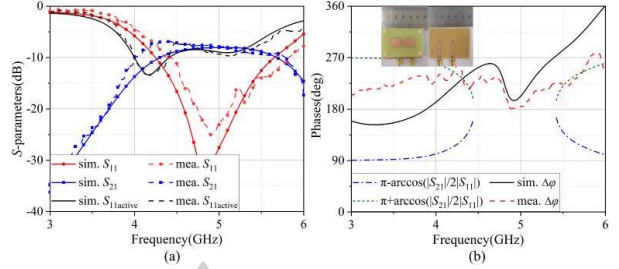 0
-10
-20
-30
-40
S-parameters(dB)
sim. S11 mea. S11
sim. S21 mea. S21
sim. S11active mea. S11active
3 4 5 6
Frequency(GHz)
(a)
360
270
180
90
0
Phases(deg)
π-arccos(|S21|/2|S11|) sim. Δφ
π+arccos(|S21|/2|S11|) mea. Δφ
3 4 5 6
Frequency(GHz)
(b)